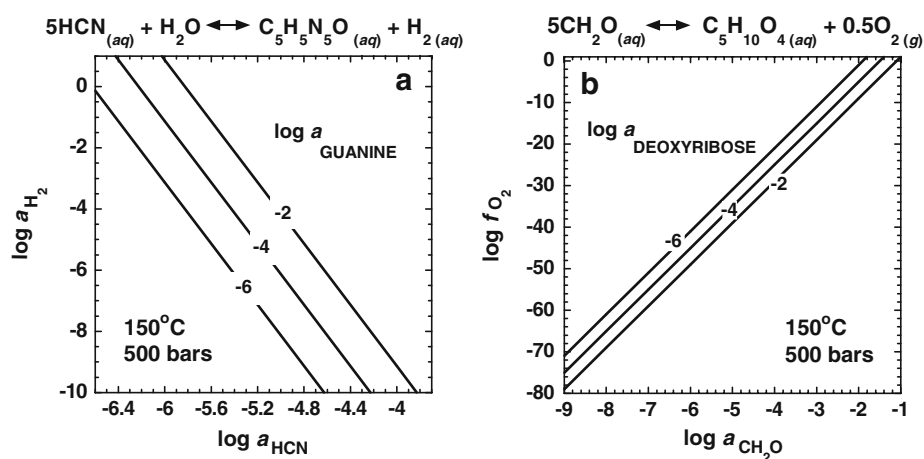 5HCN(aq) + H2O ⟷ C5H5N5O (aq) + H2 (aq)
5CH2O(aq) ⟷ C5H10O4 (aq) + 0.5O2 (g)
a
log a GUANINE
-2
-4
-6
150°C
500 bars
log a H2
0
-2
-4
-6
-8
-10
-6.4 -5.6 -5.2 -4.8 -4.4 -4
log a HCN
b
log a DEOXYRIBOSE
-2
-4
-6
150°C
500 bars
log f O2
-1
-10
-20
-30
-40
-50
-60
-70
-80
-9 -8 -7 -6 -5 -4 -3 -2 -1
log a CH2O